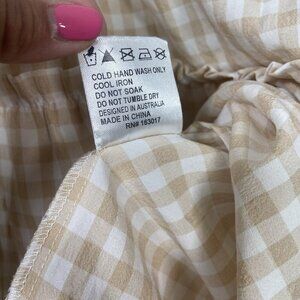 COLD HAND WASH ONLY
COOL IRON
DO NOT SOAK
DO NOT TUMBLE DRY
DESIGNED IN AUSTRALIA
MADE IN CHINA
RN# 163017